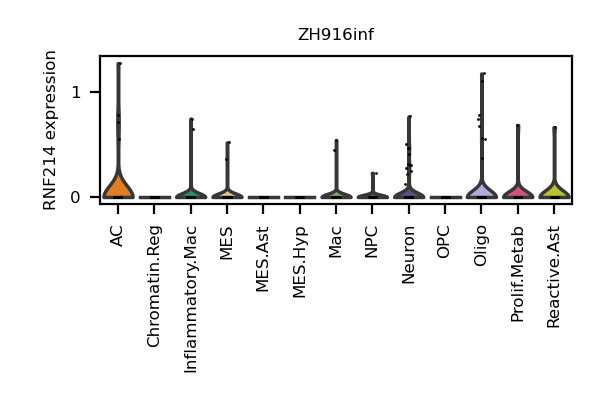 ZH916inf
RNF214 expression
1
0
AC
Chromatin.Reg
Inflammatory.Mac
MES
MES.Ast
MES.Hyp
Mac
NPC
Neuron
OPC
Oligo
Prolif.Metab
Reactive.Ast